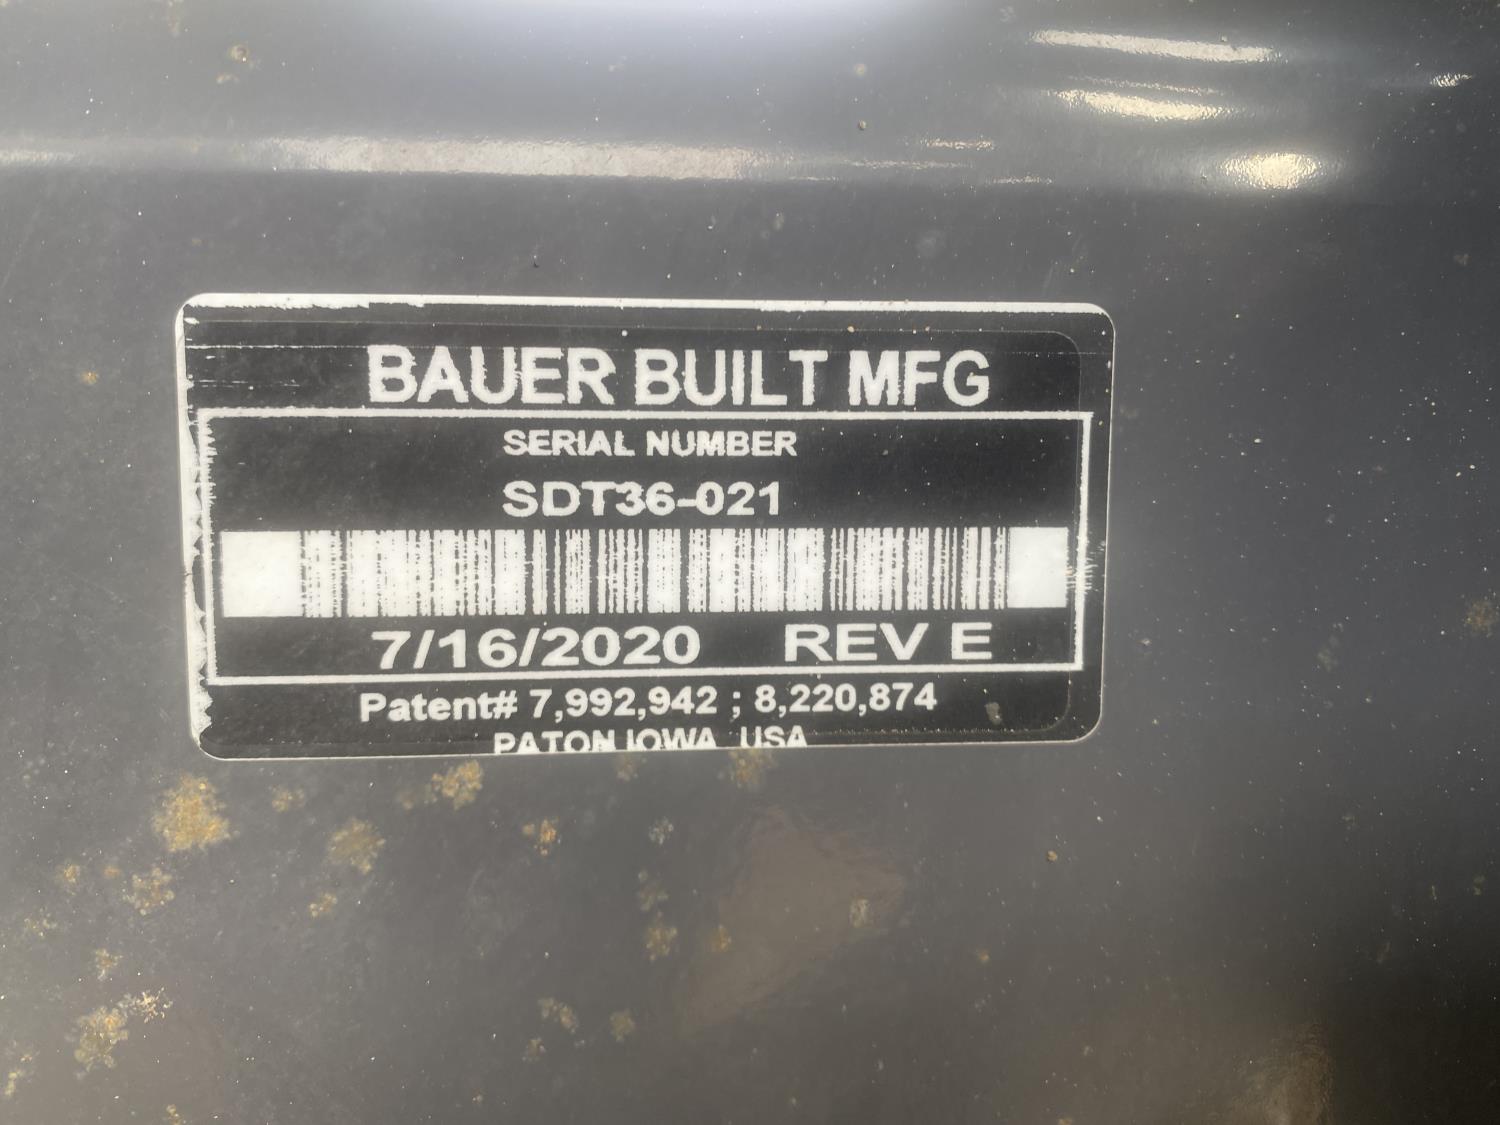 BAUER BUILT MFG
SERIAL NUMBER
SDT36-021
7/16/2020 REV E
Patent# 7,992,942 ; 8,220,874
PATON IOWA USA